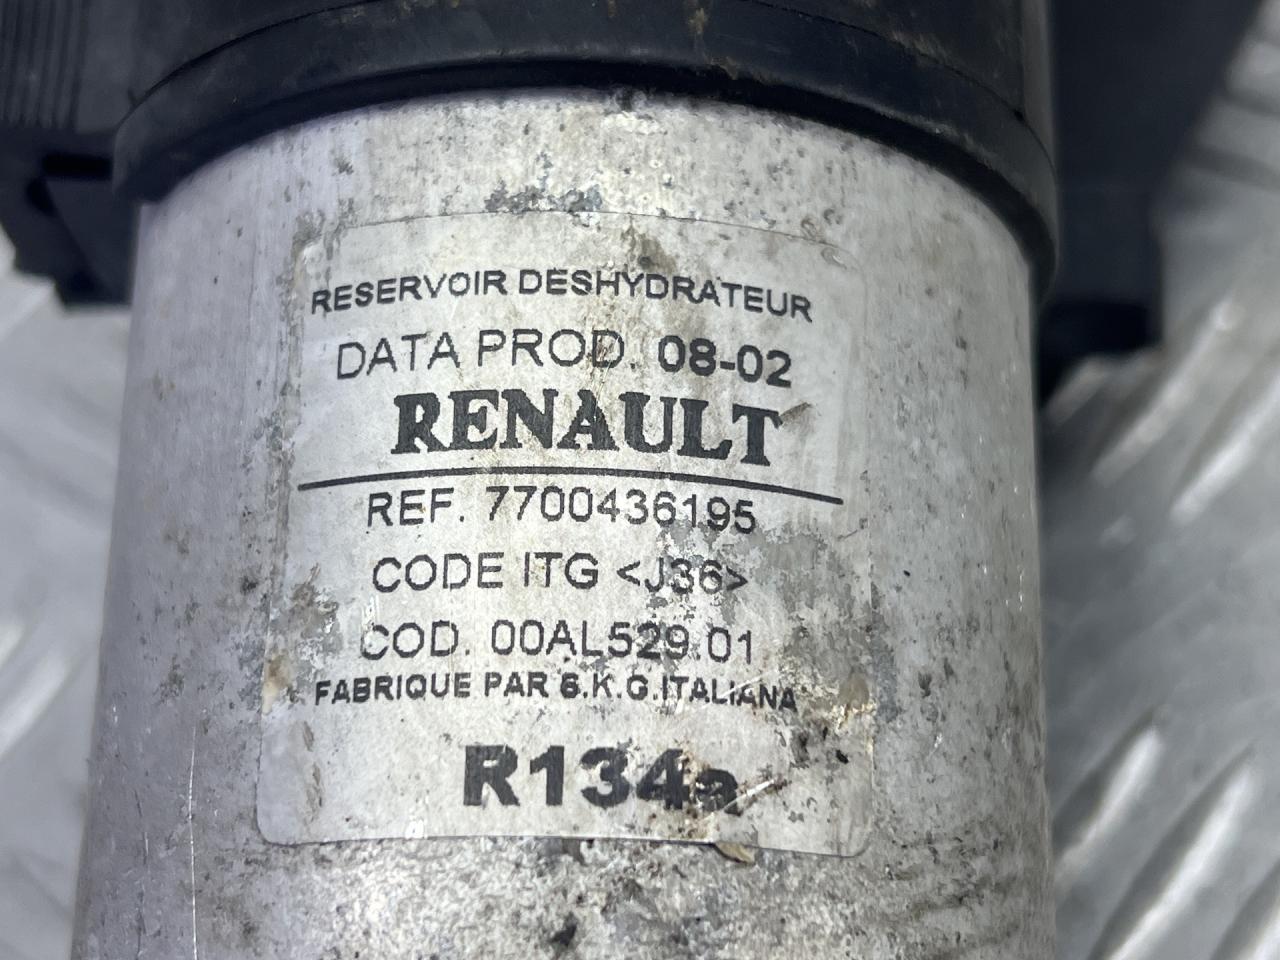 RESERVOIR DESHYDRATEUR
DATA PROD. 08-02
RENAULT
REF. 7700436195
CODE ITG <J36>
COD. 00AL529.01
FABRIQUE PAR S.K.G.ITALIANA
R134a